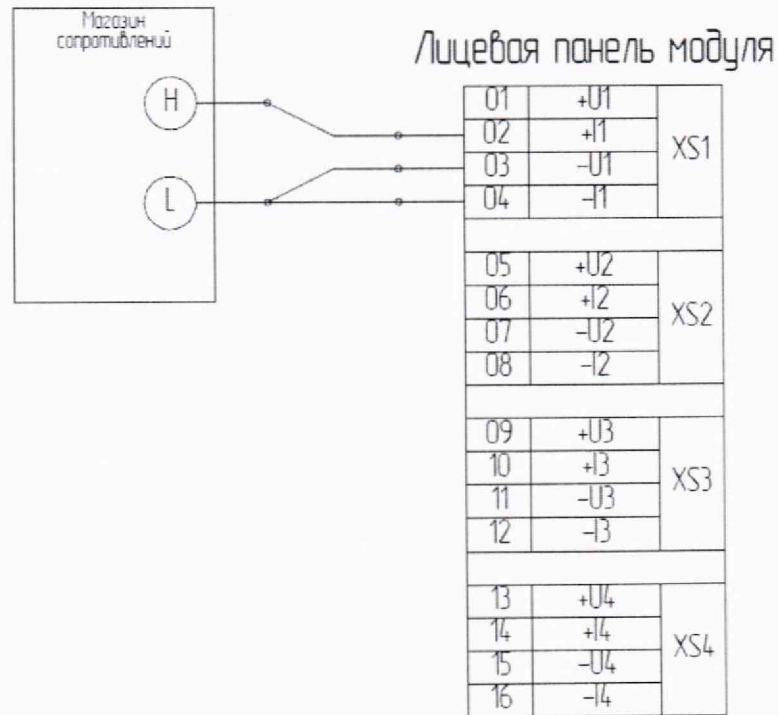 Магазин
сопротивлений
Лицевая панель модуля
H
L
01 +U1
02 +I1
03 -U1
04 -I1
XS1
05 +U2
06 +I2
07 -U2
08 -I2
XS2
09 +U3
10 +I3
11 -U3
12 -I3
XS3
13 +U4
14 +I4
15 -U4
16 -I4
XS4